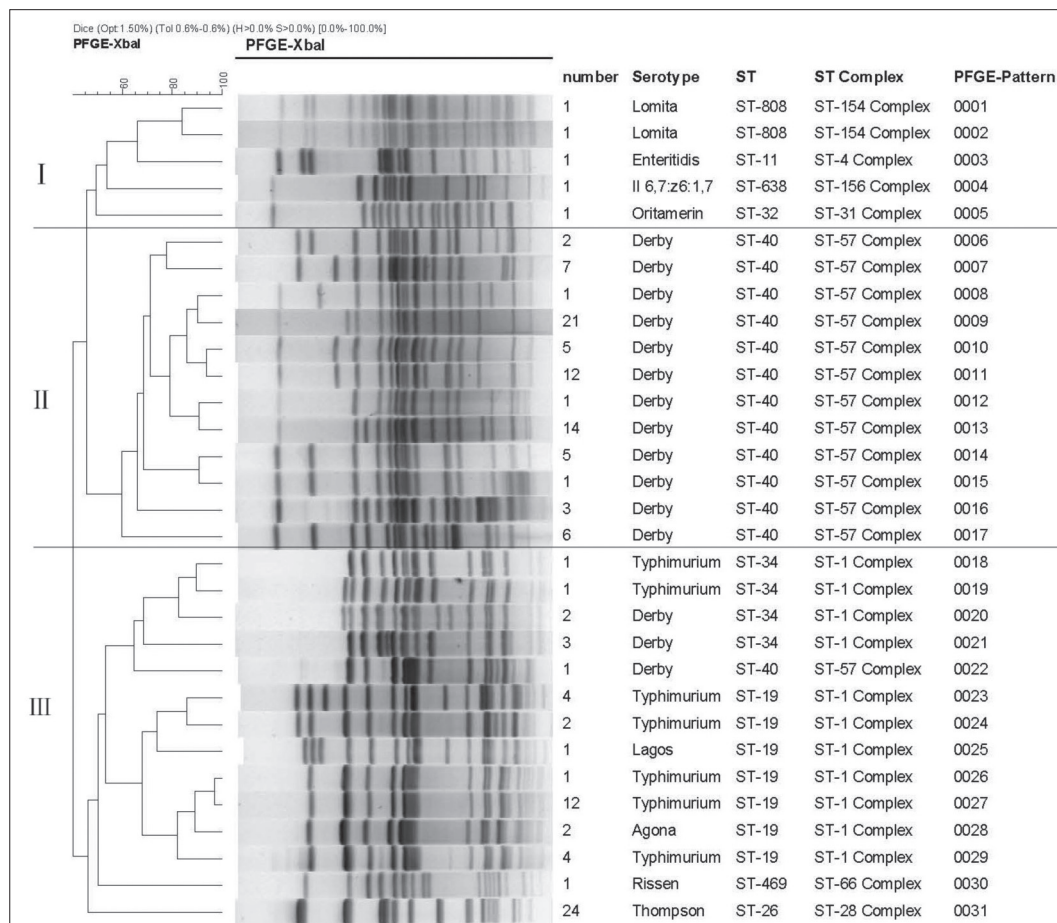 Dice (Opt:1.50%) (Tol 0.6%-0.6%) (H>0.0% S>0.0%) [0.0%-100.0%]
PFGE-XbaI PFGE-XbaI
60 80 100
number Serotype ST ST Complex PFGE-Pattern
1 Lomita ST-808 ST-154 Complex 0001
1 Lomita ST-808 ST-154 Complex 0002
I 1 Enteritidis ST-11 ST-4 Complex 0003
1 II 6,7:z6:1,7 ST-638 ST-156 Complex 0004
1 Oritamerin ST-32 ST-31 Complex 0005
2 Derby ST-40 ST-57 Complex 0006
7 Derby ST-40 ST-57 Complex 0007
1 Derby ST-40 ST-57 Complex 0008
21 Derby ST-40 ST-57 Complex 0009
5 Derby ST-40 ST-57 Complex 0010
12 Derby ST-40 ST-57 Complex 0011
II 1 Derby ST-40 ST-57 Complex 0012
14 Derby ST-40 ST-57 Complex 0013
5 Derby ST-40 ST-57 Complex 0014
1 Derby ST-40 ST-57 Complex 0015
3 Derby ST-40 ST-57 Complex 0016
6 Derby ST-40 ST-57 Complex 0017
1 Typhimurium ST-34 ST-1 Complex 0018
1 Typhimurium ST-34 ST-1 Complex 0019
2 Derby ST-34 ST-1 Complex 0020
3 Derby ST-34 ST-1 Complex 0021
1 Derby ST-40 ST-57 Complex 0022
4 Typhimurium ST-19 ST-1 Complex 0023
III 2 Typhimurium ST-19 ST-1 Complex 0024
1 Lagos ST-19 ST-1 Complex 0025
1 Typhimurium ST-19 ST-1 Complex 0026
12 Typhimurium ST-19 ST-1 Complex 0027
2 Agona ST-19 ST-1 Complex 0028
4 Typhimurium ST-19 ST-1 Complex 0029
1 Rissen ST-469 ST-66 Complex 0030
24 Thompson ST-26 ST-28 Complex 0031